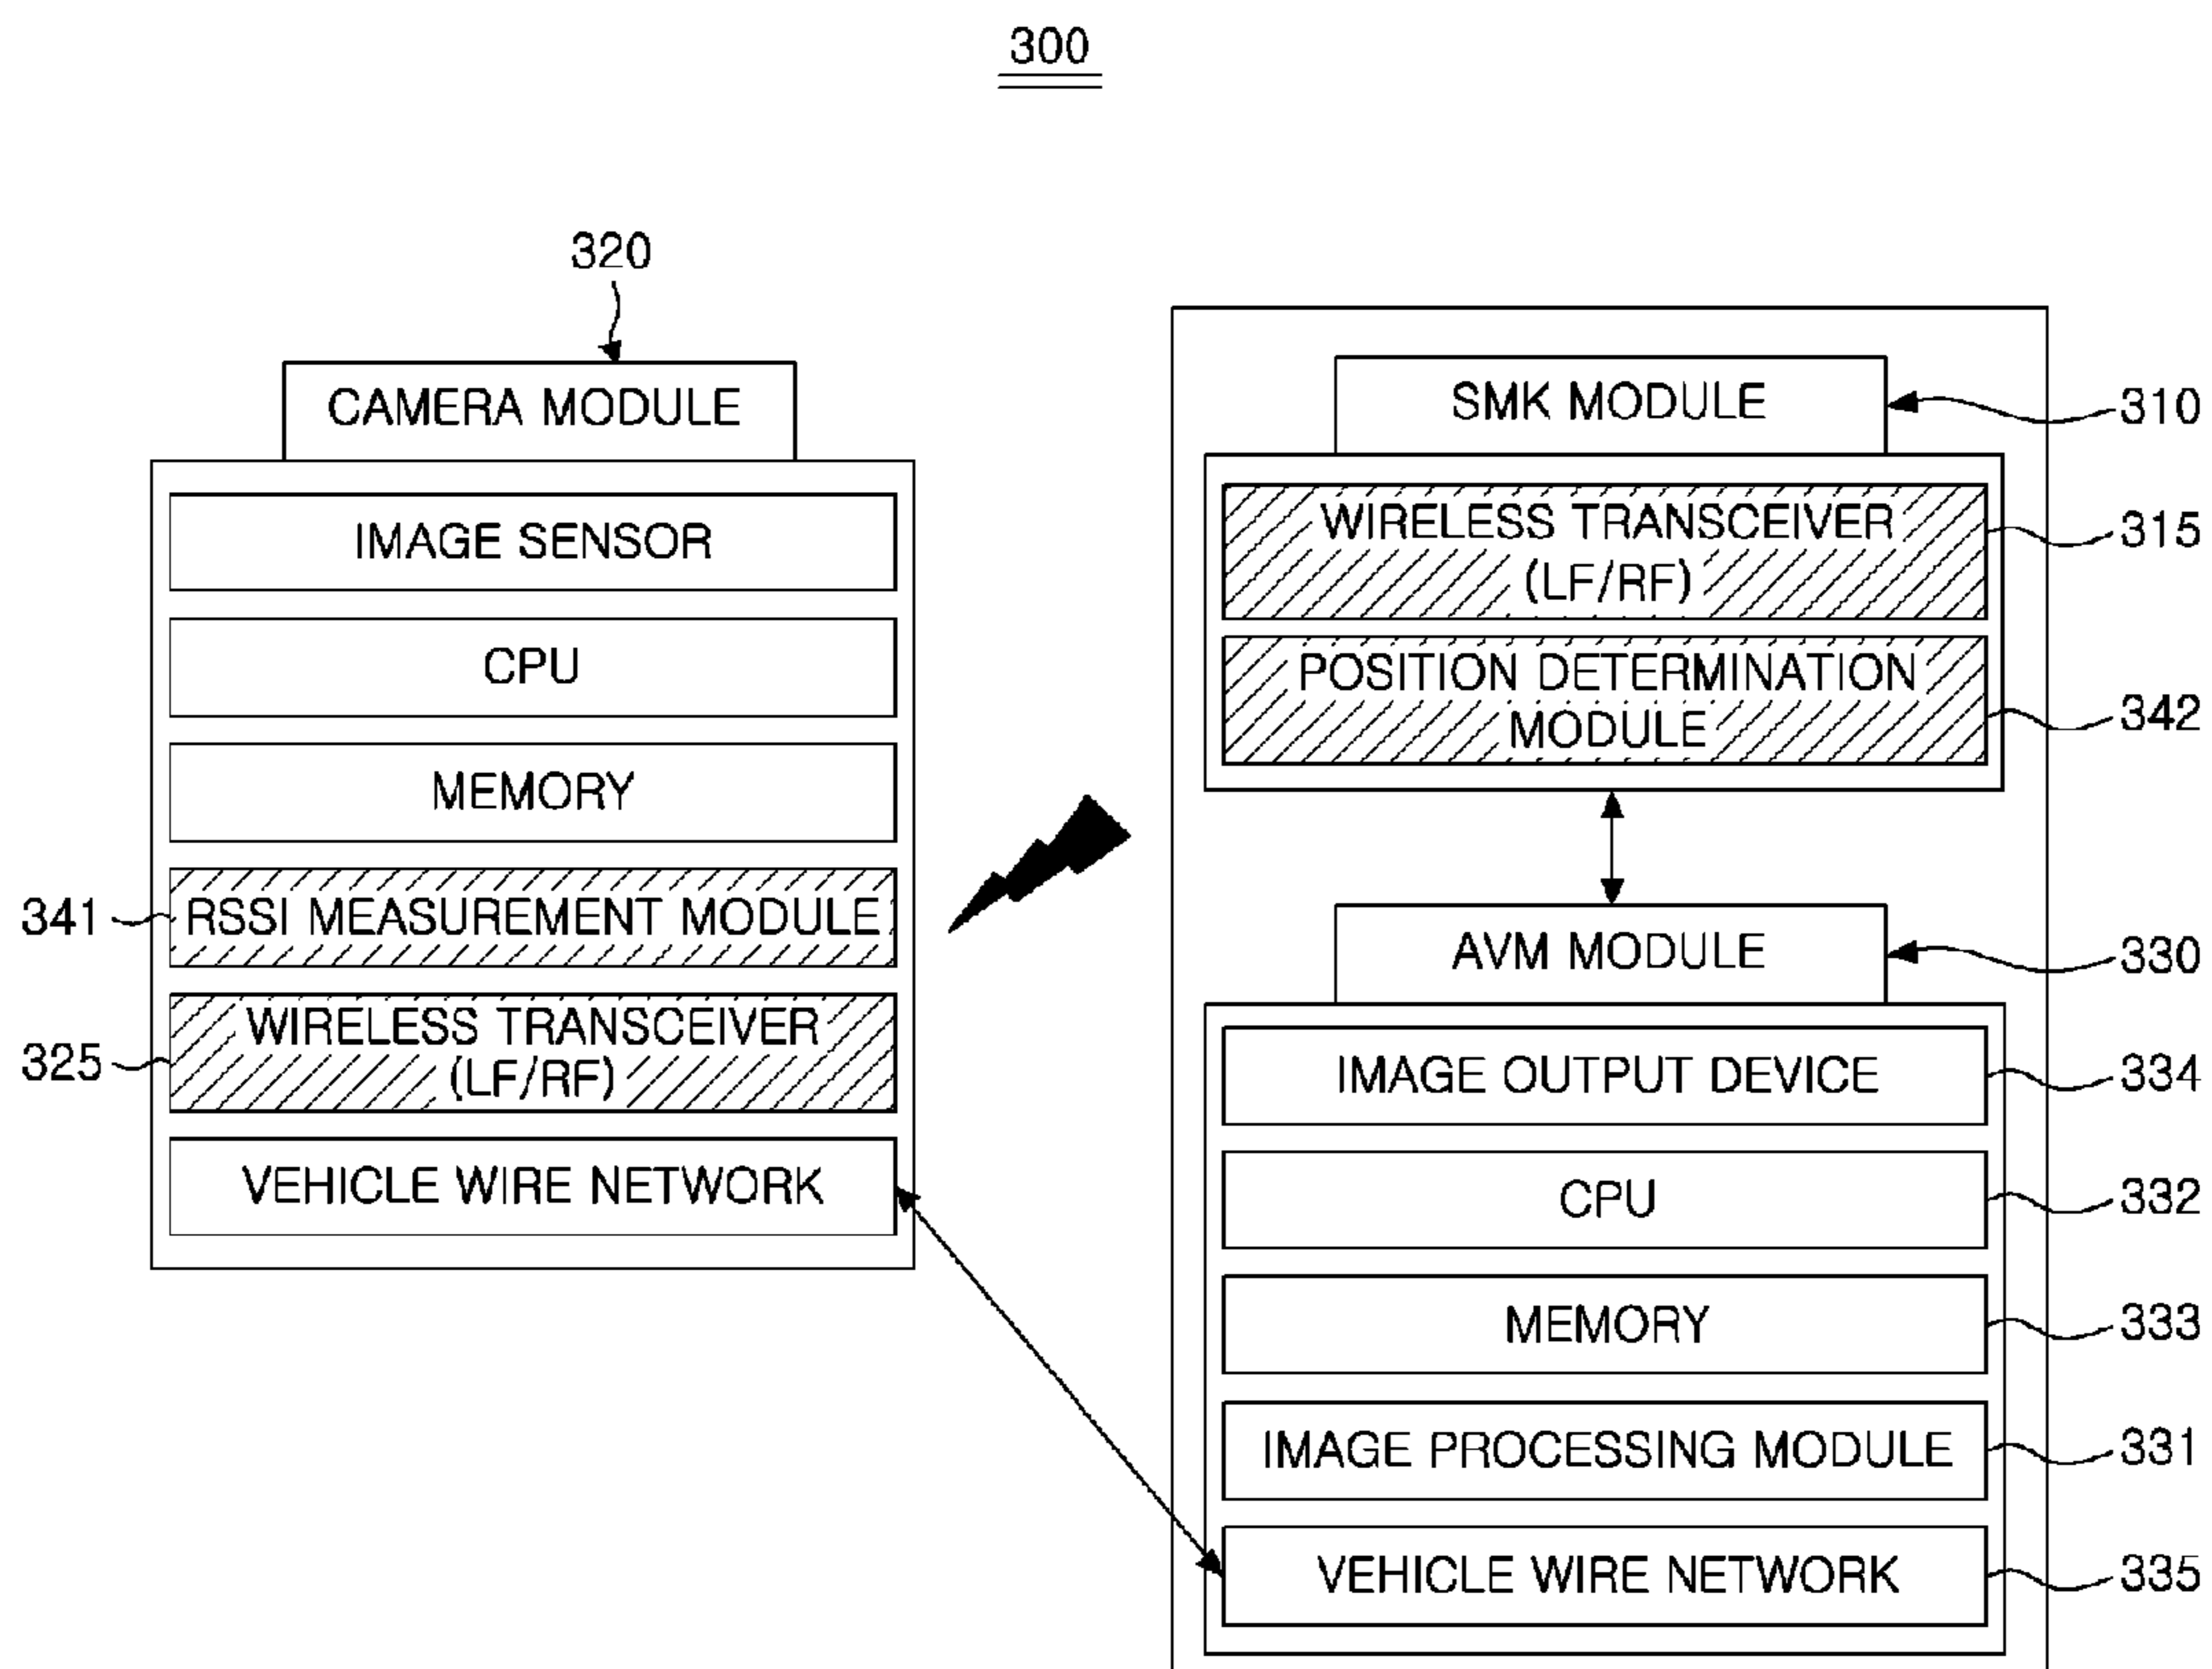 300
320
CAMERA MODULE
IMAGE SENSOR
CPU
MEMORY
341
RSSI MEASUREMENT MODULE
325
WIRELESS TRANSCEIVER
(LF/RF)
VEHICLE WIRE NETWORK
SMK MODULE
310
WIRELESS TRANSCEIVER
(LF/RF)
315
POSITION DETERMINATION
MODULE
342
AVM MODULE
330
IMAGE OUTPUT DEVICE
334
CPU
332
MEMORY
333
IMAGE PROCESSING MODULE
331
VEHICLE WIRE NETWORK
335